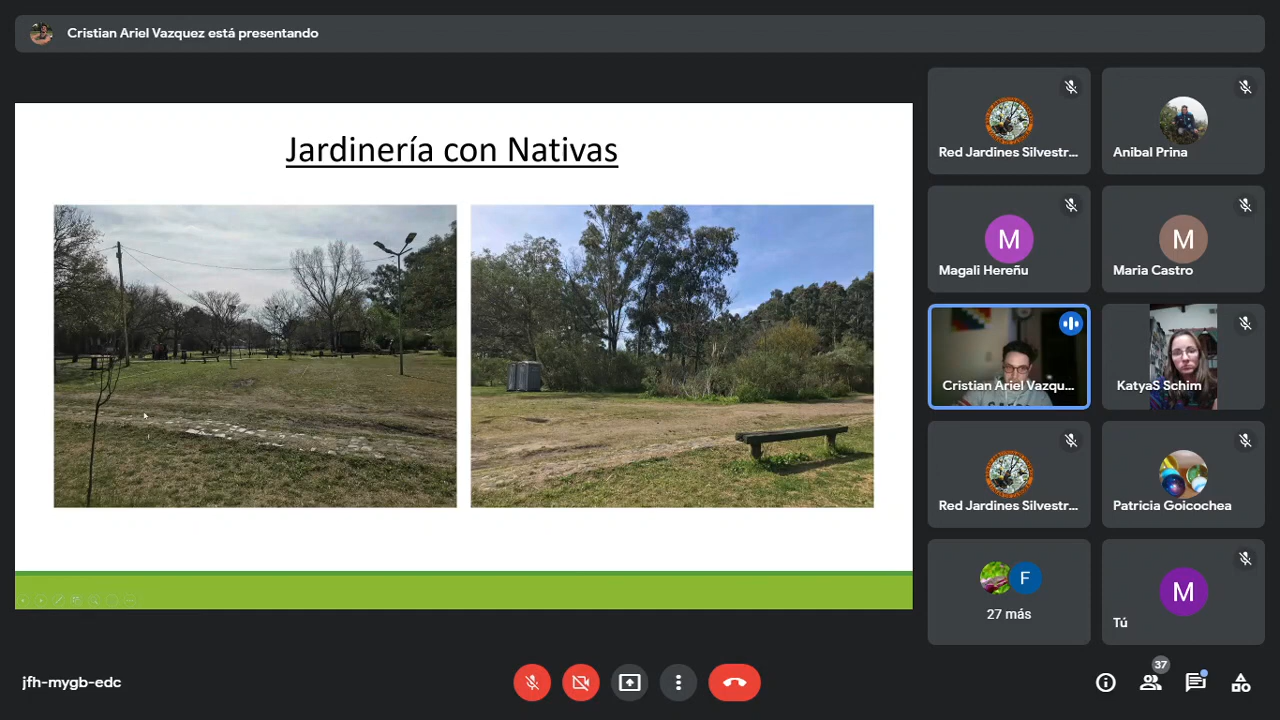 Cristian Ariel Vazquez está presentando
Jardinería con Nativas
Red Jardines Silvestr...
Anibal Prina
M
Magali Hereñu
M
Maria Castro
Cristian Ariel Vazqu...
KatyaS Schim
Red Jardines Silvestr...
Patricia Goicochea
F
27 más
M
Tú
jfh-mygb-edc
37